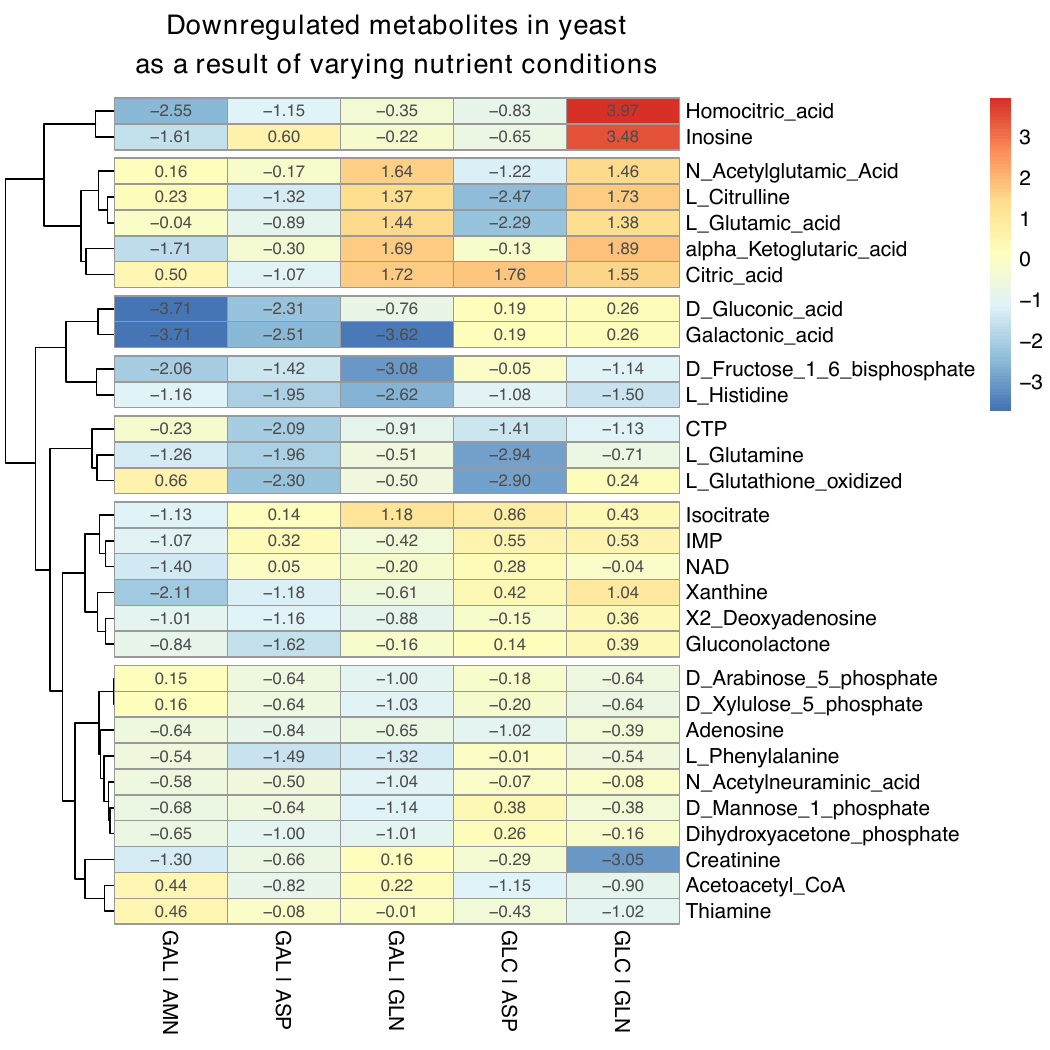 Downregulated metabolites in yeast
as a result of varying nutrient conditions
−2.55 −1.15 −0.35 −0.83 3.97 Homocitric_acid
−1.61 0.60 −0.22 −0.65 3.48 Inosine
0.16 −0.17 1.64 −1.22 1.46 N_Acetylglutamic_Acid
0.23 −1.32 1.37 −2.47 1.73 L_Citrulline
−0.04 −0.89 1.44 −2.29 1.38 L_Glutamic_acid
−1.71 −0.30 1.69 −0.13 1.89 alpha_Ketoglutaric_acid
0.50 −1.07 1.72 1.76 1.55 Citric_acid
−3.71 −2.31 −0.76 0.19 0.26 D_Gluconic_acid
−3.71 −2.51 −3.62 0.19 0.26 Galactonic_acid
−2.06 −1.42 −3.08 −0.05 −1.14 D_Fructose_1_6_bisphosphate
−1.16 −1.95 −2.62 −1.08 −1.50 L_Histidine
−0.23 −2.09 −0.91 −1.41 −1.13 CTP
−1.26 −1.96 −0.51 −2.94 −0.71 L_Glutamine
0.66 −2.30 −0.50 −2.90 0.24 L_Glutathione_oxidized
−1.13 0.14 1.18 0.86 0.43 Isocitrate
−1.07 0.32 −0.42 0.55 0.53 IMP
−1.40 0.05 −0.20 0.28 −0.04 NAD
−2.11 −1.18 −0.61 0.42 1.04 Xanthine
−1.01 −1.16 −0.88 −0.15 0.36 X2_Deoxyadenosine
−0.84 −1.62 −0.16 0.14 0.39 Gluconolactone
0.15 −0.64 −1.00 −0.18 −0.64 D_Arabinose_5_phosphate
0.16 −0.64 −1.03 −0.20 −0.64 D_Xylulose_5_phosphate
−0.64 −0.84 −0.65 −1.02 −0.39 Adenosine
−0.54 −1.49 −1.32 −0.01 −0.54 L_Phenylalanine
−0.58 −0.50 −1.04 −0.07 −0.08 N_Acetylneuraminic_acid
−0.68 −0.64 −1.14 0.38 −0.38 D_Mannose_1_phosphate
−0.65 −1.00 −1.01 0.26 −0.16 Dihydroxyacetone_phosphate
−1.30 −0.66 0.16 −0.29 −3.05 Creatinine
0.44 −0.82 0.22 −1.15 −0.90 Acetoacetyl_CoA
0.46 −0.08 −0.01 −0.43 −1.02 Thiamine
GAL | AMN
GAL | ASP
GAL | GLN
GLC | ASP
GLC | GLN
3
2
1
0
−1
−2
−3